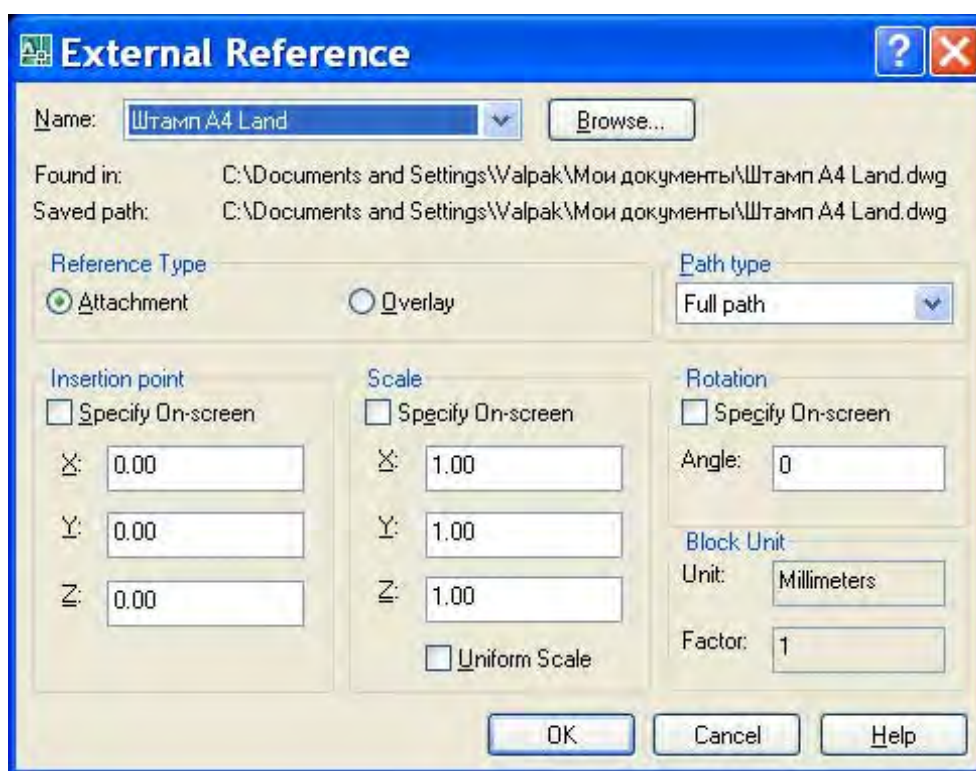 External Reference
Name: Штамп A4 Land Browse...
Found in: C:\Documents and Settings\Valpak\Мои документы\Штамп A4 Land.dwg
Saved path: C:\Documents and Settings\Valpak\Мои документы\Штамп A4 Land.dwg
Reference Type
Attachment Overlay
Path type
Full path
Insertion point
Specify On-screen
X: 0.00
Y: 0.00
Z: 0.00
Scale
Specify On-screen
X: 1.00
Y: 1.00
Z: 1.00
Uniform Scale
Rotation
Specify On-screen
Angle: 0
Block Unit
Unit: Millimeters
Factor: 1
OK Cancel Help